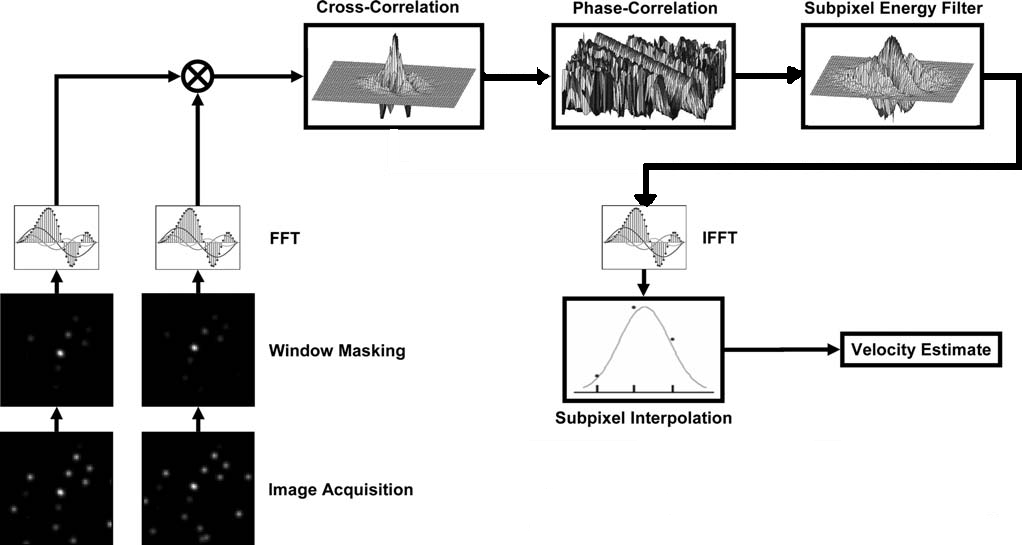 Cross-Correlation
Phase-Correlation
Subpixel Energy Filter
FFT
IFFT
Window Masking
Velocity Estimate
Subpixel Interpolation
Image Acquisition